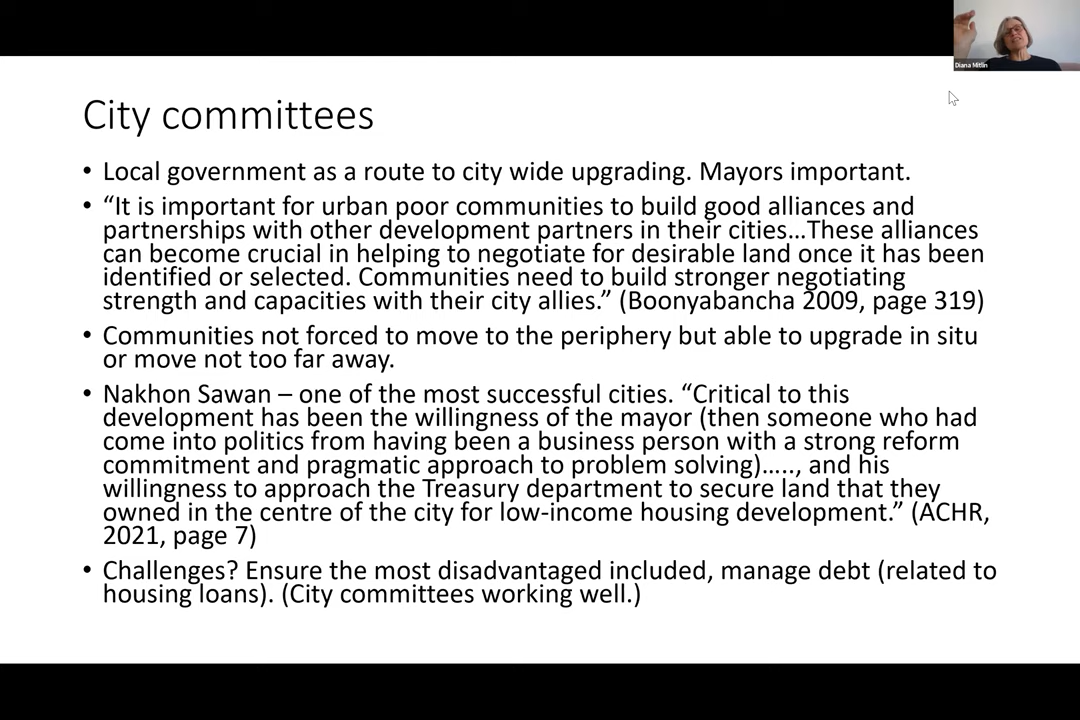 Diana Mitlin
City committees
• Local government as a route to city wide upgrading. Mayors important.
• “It is important for urban poor communities to build good alliances and
partnerships with other development partners in their cities…These alliances
can become crucial in helping to negotiate for desirable land once it has been
identified or selected. Communities need to build stronger negotiating
strength and capacities with their city allies.” (Boonyabancha 2009, page 319)
• Communities not forced to move to the periphery but able to upgrade in situ
or move not too far away.
• Nakhon Sawan – one of the most successful cities. “Critical to this
development has been the willingness of the mayor (then someone who had
come into politics from having been a business person with a strong reform
commitment and pragmatic approach to problem solving)….., and his
willingness to approach the Treasury department to secure land that they
owned in the centre of the city for low-income housing development.” (ACHR,
2021, page 7)
• Challenges? Ensure the most disadvantaged included, manage debt (related to
housing loans). (City committees working well.)